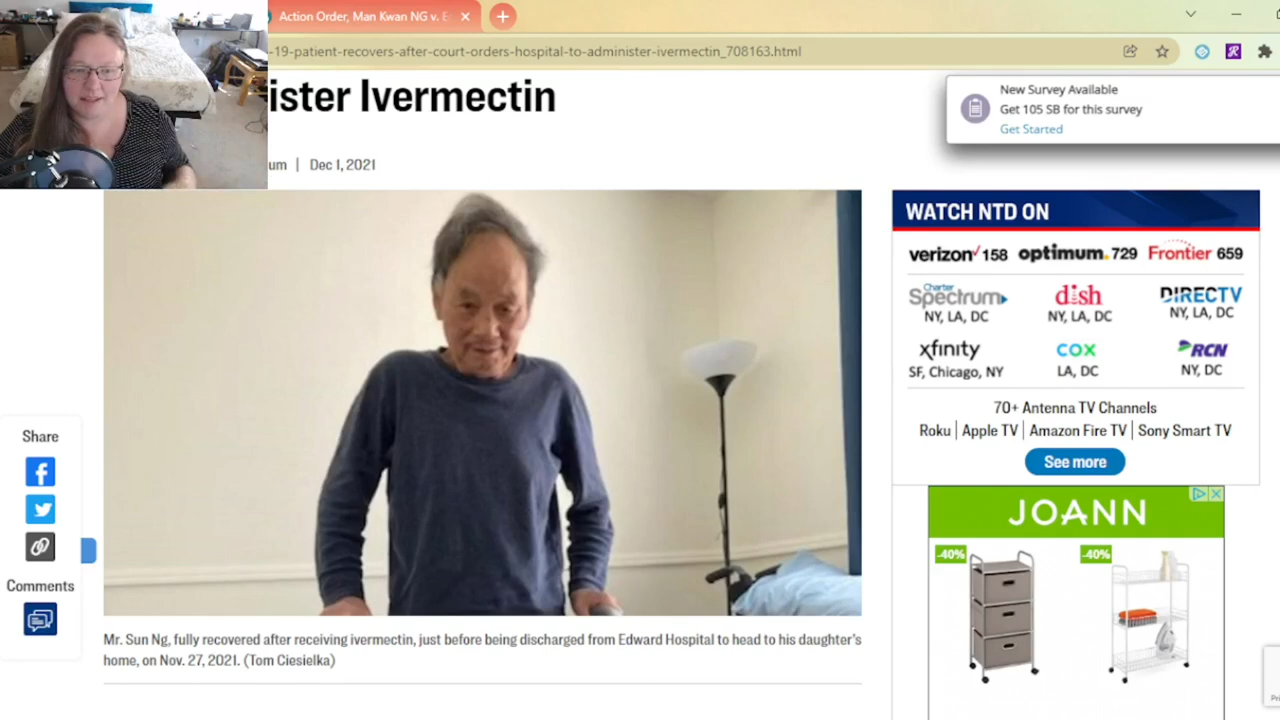 Action Order, Man Kwan NG v. E
-19-patient-recovers-after-court-orders-hospital-to-administer-ivermectin_708163.html
ister Ivermectin
um | Dec 1, 2021
New Survey Available
Get 105 SB for this survey
Get Started
WATCH NTD ON
verizon✓ 158 optimum. 729 Frontier 659
Charter Spectrum
NY, LA, DC
dish
NY, LA, DC
DIRECTV
NY, LA, DC
xfinity
SF, Chicago, NY
COX
LA, DC
RCN
NY, DC
70+ Antenna TV Channels
Roku | Apple TV | Amazon Fire TV | Sony Smart TV
See more
JOANN
-40%
-40%
Share
Comments
Mr. Sun Ng, fully recovered after receiving ivermectin, just before being discharged from Edward Hospital to head to his daughter's
home, on Nov. 27, 2021. (Tom Ciesielka)